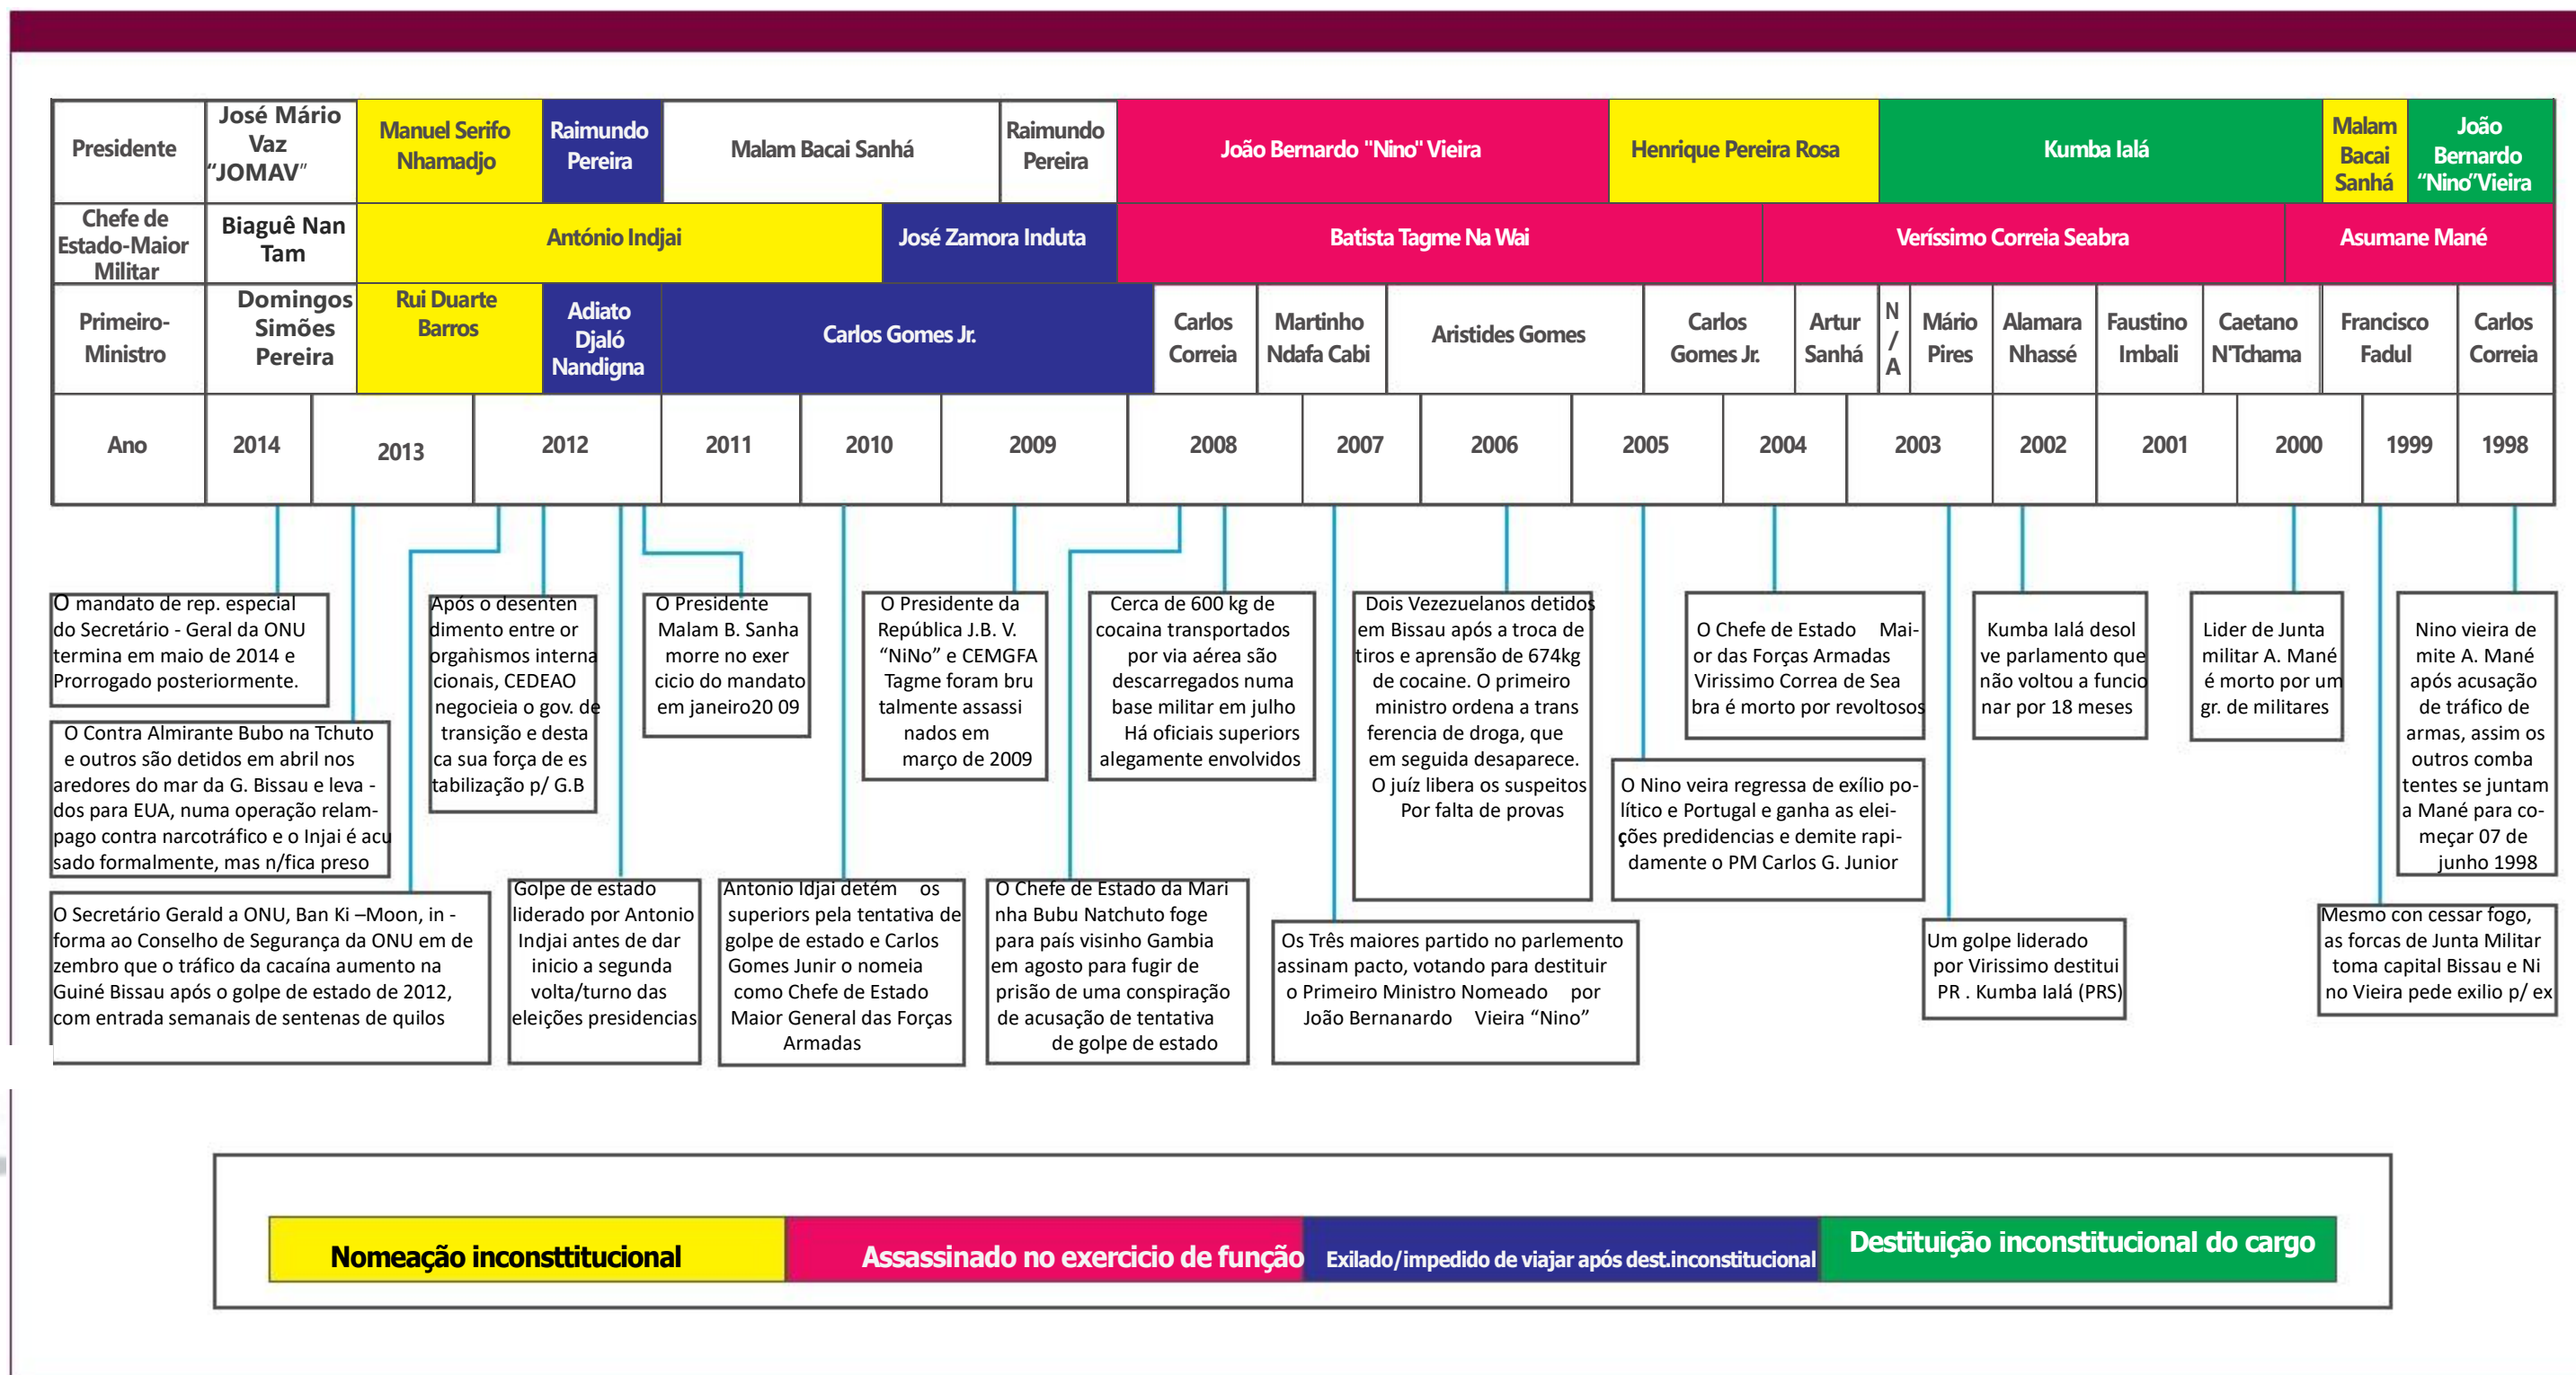 Presidente
José Mário
Vaz
“JOMAV”
Manuel Serifo
Nhamadjo
Raimundo
Pereira
Malam Bacai Sanhá
Raimundo
Pereira
João Bernardo "Nino" Vieira
Henrique Pereira Rosa
Kumba Ialá
Malam
Bacai
Sanhá
João
Bernardo
“Nino”Vieira
Chefe de
Estado-Maior
Militar
Biaguê Nan
Tam
António Indjai
José Zamora Induta
Batista Tagme Na Wai
Veríssimo Correia Seabra
Asumane Mané
Primeiro-
Ministro
Domingos
Simões
Pereira
Rui Duarte
Barros
Adiato
Djaló
Nandigna
Carlos Gomes Jr.
Carlos
Correia
Martinho
Ndafa Cabi
Aristides Gomes
Carlos
Gomes Jr.
Artur
Sanhá
N
/
A
Mário
Pires
Alamara
Nhassé
Faustino
Imbali
Caetano
N'Tchama
Francisco
Fadul
Carlos
Correia
Ano
2014
2013
2012
2011
2010
2009
2008
2007
2006
2005
2004
2003
2002
2001
2000
1999
1998
O mandato de rep. especial
do Secretário - Geral da ONU
termina em maio de 2014 e
Prorrogado posteriormente.
O Contra Almirante Bubo na Tchuto
e outros são detidos em abril nos
aredores do mar da G. Bissau e leva -
dos para EUA, numa operação relam-
pago contra narcotráfico e o Injai é acu
sado formalmente, mas n/fica preso
O Secretário Gerald a ONU, Ban Ki –Moon, in -
forma ao Conselho de Segurança da ONU em de
zembro que o tráfico da cacaína aumento na
Guiné Bissau após o golpe de estado de 2012,
com entrada semanais de sentenas de quilos
Após o desenten
dimento entre or
organismos interna
cionais, CEDEAO
negocieia o gov. de
transição e desta
ca sua força de es
tabilização p/ G.B
Golpe de estado
liderado por Antonio
Indjai antes de dar
inicio a segunda
volta/turno das
eleições presidencias
O Presidente
Malam B. Sanha
morre no exer
cicio do mandato
em janeiro20 09
Antonio Idjai detém os
superiors pela tentativa de
golpe de estado e Carlos
Gomes Junir o nomeia
como Chefe de Estado
Maior General das Forças
Armadas
O Presidente da
República J.B. V.
“NiNo” e CEMGFA
Tagme foram bru
talmente assassi
nados em
março de 2009
O Chefe de Estado da Mari
nha Bubu Natchuto foge
para país visinho Gambia
em agosto para fugir de
prisão de uma conspiração
de acusação de tentativa
de golpe de estado
Cerca de 600 kg de
cocaina transportados
por via aérea são
descarregados numa
base militar em julho
Há oficiais superiors
alegamente envolvidos
Os Três maiores partido no parlemento
assinam pacto, votando para destituir
o Primeiro Ministro Nomeado por
João Bernanardo Vieira “Nino”
Dois Vezezuelanos detidos
em Bissau após a troca de
tiros e aprensão de 674kg
de cocaine. O primeiro
ministro ordena a trans
ferencia de droga, que
em seguida desaparece.
O juíz libera os suspeitos
Por falta de provas
O Nino veira regressa de exílio po-
lítico e Portugal e ganha as elei-
ções predidencias e demite rapi-
damente o PM Carlos G. Junior
O Chefe de Estado Mai-
or das Forças Armadas
Virissimo Correa de Sea
bra é morto por revoltosos
Um golpe liderado
por Virissimo destitui
PR . Kumba Ialá (PRS)
Kumba Ialá desol
ve parlamento que
não voltou a funcio
nar por 18 meses
Lider de Junta
militar A. Mané
é morto por um
gr. de militares
Mesmo con cessar fogo,
as forcas de Junta Militar
toma capital Bissau e Ni
no Vieira pede exilio p/ ex
Nino vieira de
mite A. Mané
após acusação
de tráfico de
armas, assim os
outros comba
tentes se juntam
a Mané para co-
meçar 07 de
junho 1998
Nomeação inconsttitucional
Assassinado no exercicio de função
Exilado/impedido de viajar após dest.inconstitucional
Destituição inconstitucional do cargo